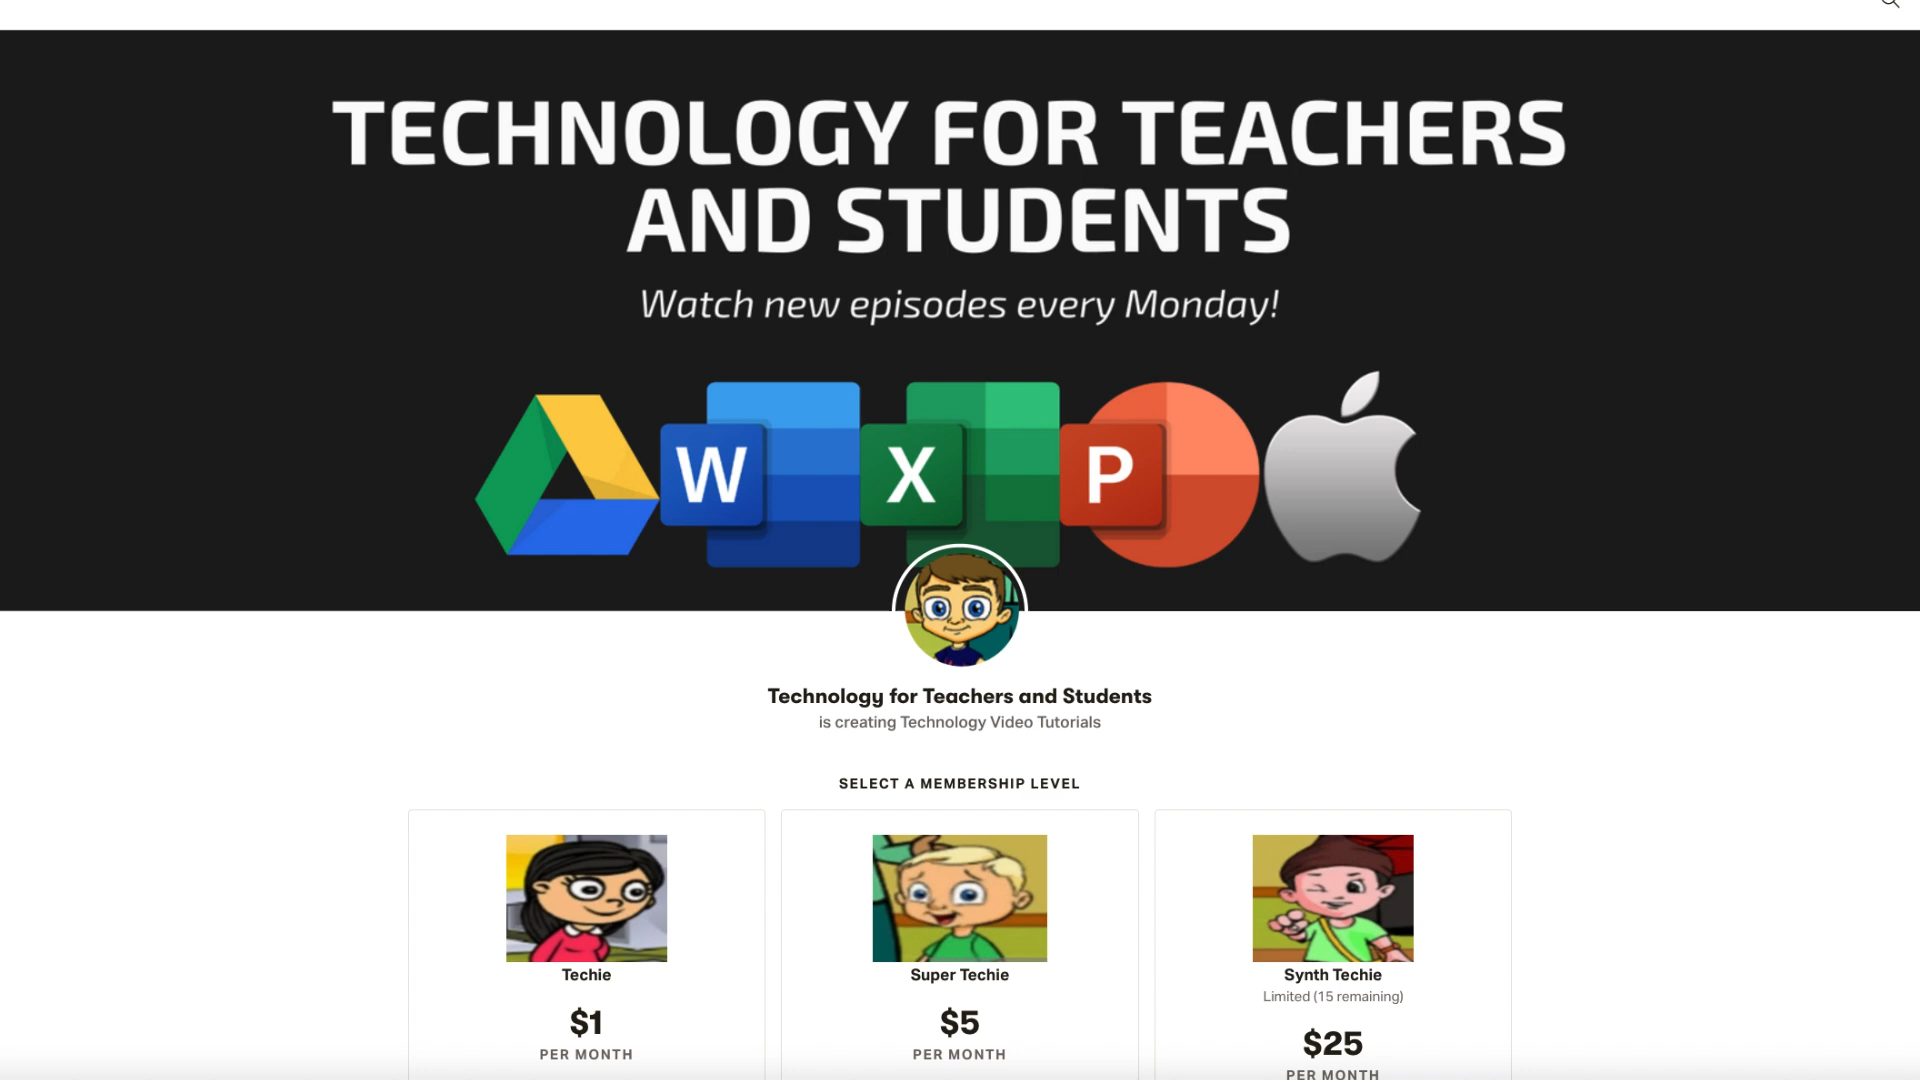 TECHNOLOGY FOR TEACHERS
AND STUDENTS
Watch new episodes every Monday!
W X P
Technology for Teachers and Students
is creating Technology Video Tutorials
SELECT A MEMBERSHIP LEVEL
Techie
$1
PER MONTH
Super Techie
$5
PER MONTH
Synth Techie
Limited (15 remaining)
$25
PER MONTH